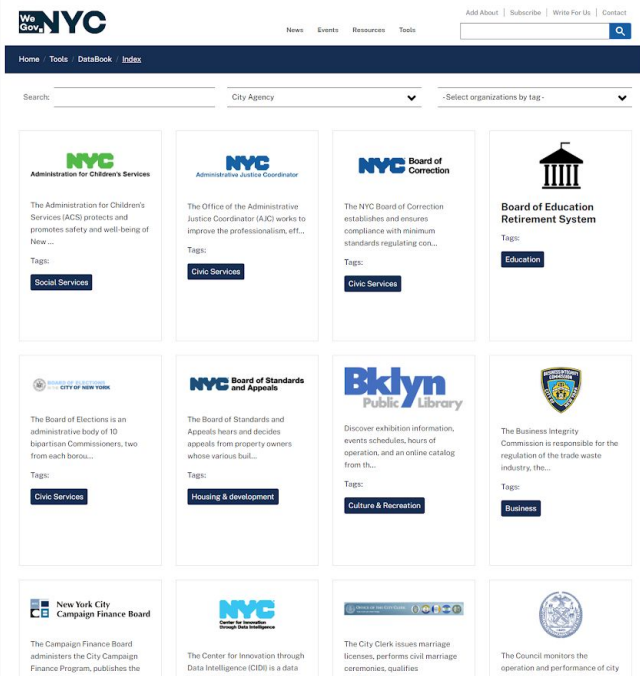 Add About | Subscribe | Write For Us | Contact
We Gov. NYC
News Events Resources Tools
Home / Tools / DataBook / Index
Search:
City Agency
-Select organizations by tag-
NYC
Administration for Children's Services
The Administration for Children's
Services (ACS) protects and
promotes safety and well-being of
New ...
Tags:
Social Services
NYC
Administrative Justice Coordinator
The Office of the Administrative
Justice Coordinator (AJC) works to
improve the professionalism, eff...
Tags:
Civic Services
NYC Board of
Correction
The NYC Board of Correction
establishes and ensures
compliance with minimum
standards regulating con...
Tags:
Civic Services
Board of Education
Retirement System
Tags:
Education
BOARD OF ELECTIONS
IN THE CITY OF NEW YORK
The Board of Elections is an
administrative body of 10
bipartisan Commissioners, two
from each borou...
Tags:
Civic Services
NYC Board of Standards
and Appeals
The Board of Standards and
Appeals hears and decides
appeals from property owners
whose various buil...
Tags:
Housing & development
Bklyn
Public Library
Discover exhibition information,
events schedules, hours of
operation, and an online catalog
from th...
Tags:
Culture & Recreation
BUSINESS INTEGRITY
COMMISSION
The Business Integrity
Commission is responsible for the
regulation of the trade waste
industry, the...
Tags:
Business
New York City
Campaign Finance Board
The Campaign Finance Board
administers the City Campaign
Finance Program, publishes the
NYC
Center for Innovation
through Data Intelligence
The Center for Innovation through
Data Intelligence (CIDI) is a data
OFFICE OF THE CITY CLERK
The City Clerk issues marriage
licenses, performs civil marriage
ceremonies, qualifies
The Council monitors the
operation and performance of city